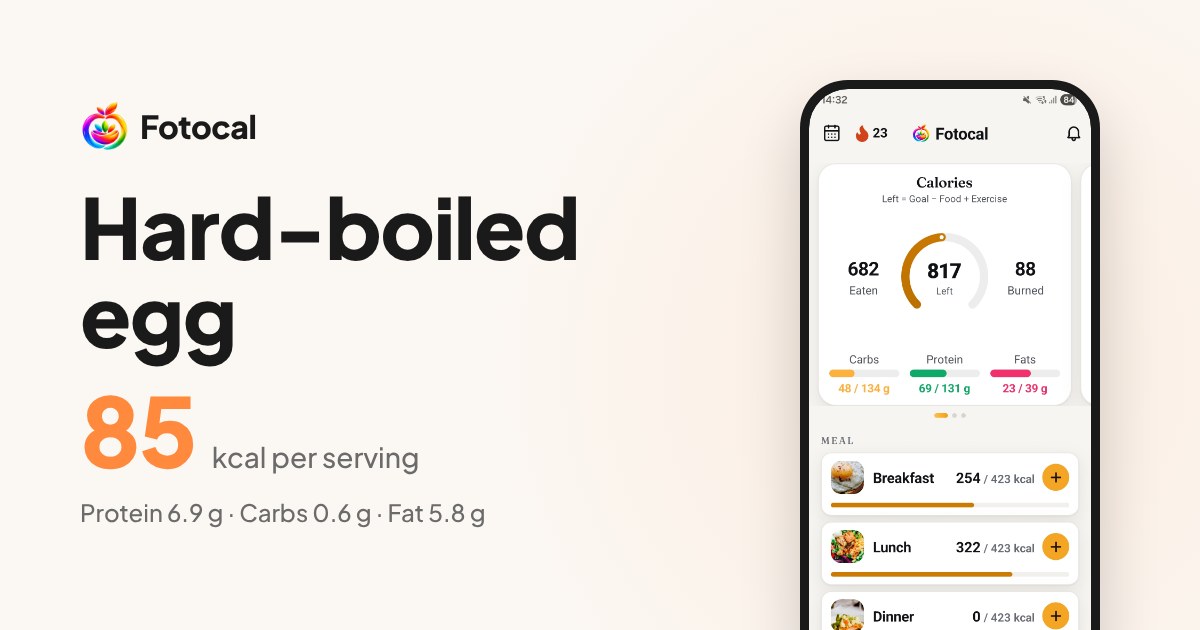 Fotocal
Hard-boiled
egg
85 kcal per serving
Protein 6.9 g · Carbs 0.6 g · Fat 5.8 g
14:32
84
23
Fotocal
Calories
Left = Goal − Food + Exercise
682
Eaten
817
Left
88
Burned
Carbs
Protein
Fats
48 / 134 g
69 / 131 g
23 / 39 g
MEAL
Breakfast 254 / 423 kcal +
Lunch 322 / 423 kcal +
Dinner 0 / 423 kcal +